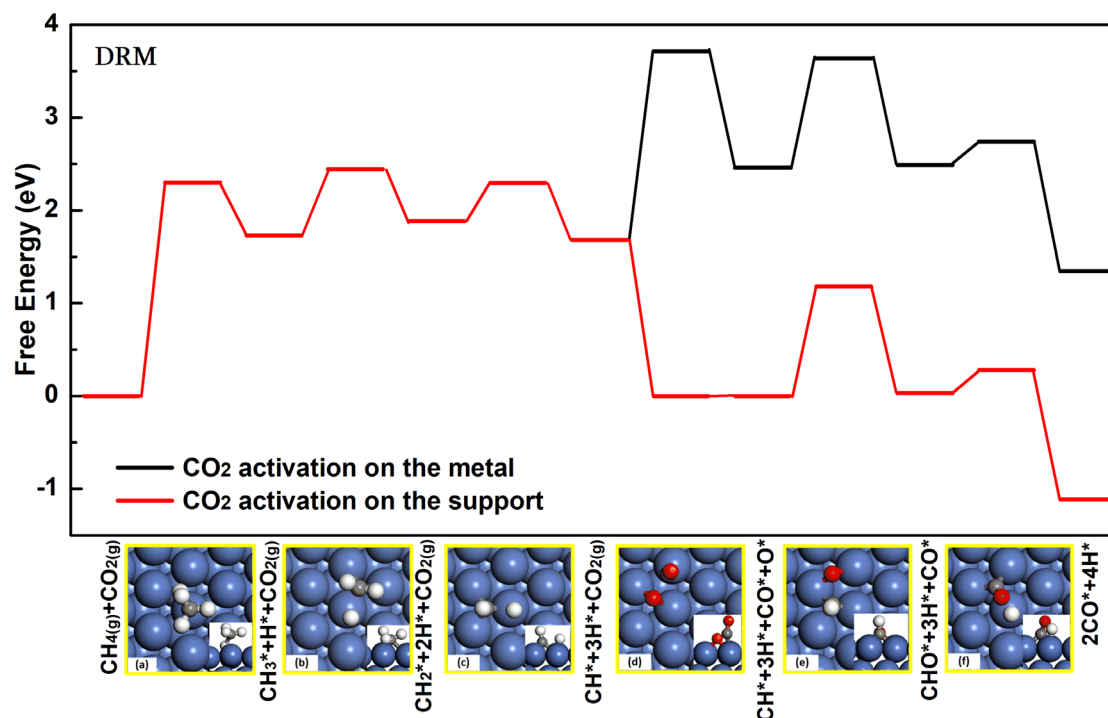 DRM
4
3
2
1
0
-1
Free Energy (eV)
CO2 activation on the metal
CO2 activation on the support
CH4(g)+CO2(g)
(a)
CH3*+H*+CO2(g)
(b)
CH2*+2H*+CO2(g)
(c)
CH*+3H*+CO2(g)
(d)
CH*+3H*+CO*+O*
(e)
CHO*+3H*+CO*
(f)
2CO*+4H*